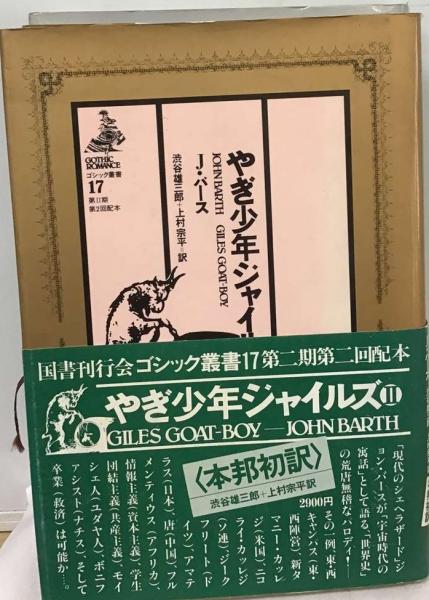 GOTHIC
ROMANCE
ゴシック叢書
17
第II期
第2回配本
やぎ少年ジャイル
JOHN BARTH GILES GOAT-BOY
J・バース
渋谷雄三郎+上村宗平=訳
国書刊行会ゴシック叢書17第二期第二回配本
やぎ少年ジャイルズII
GILES GOAT-BOY—JOHN BARTH
〈本邦初訳〉
渋谷雄三郎+上村宗平訳
2900円
「現代のシェヘラザード」ジ
ョン・バースが、宇宙時代の
寓話」として語る、「世界史」
の荒唐無稽なパロディ！
その一例、東西
キャンパス(東・
西陣営)、新タ
マニー・カレッ
ジ(米国)、ニコ
ライ・カレッジ
(ソ連)、ジーク
フリート(ド
イツ)、アマテ
ラス(日本)、唐(中国)、フル
メンティウス(アフリカ)、
情報主義(資本主義)、学生
団結主義(共産主義)、モイ
シェ人(ユダヤ人)、ボニフ
ァシスト(ナチス)、そして
卒業(救済)は可能か…。